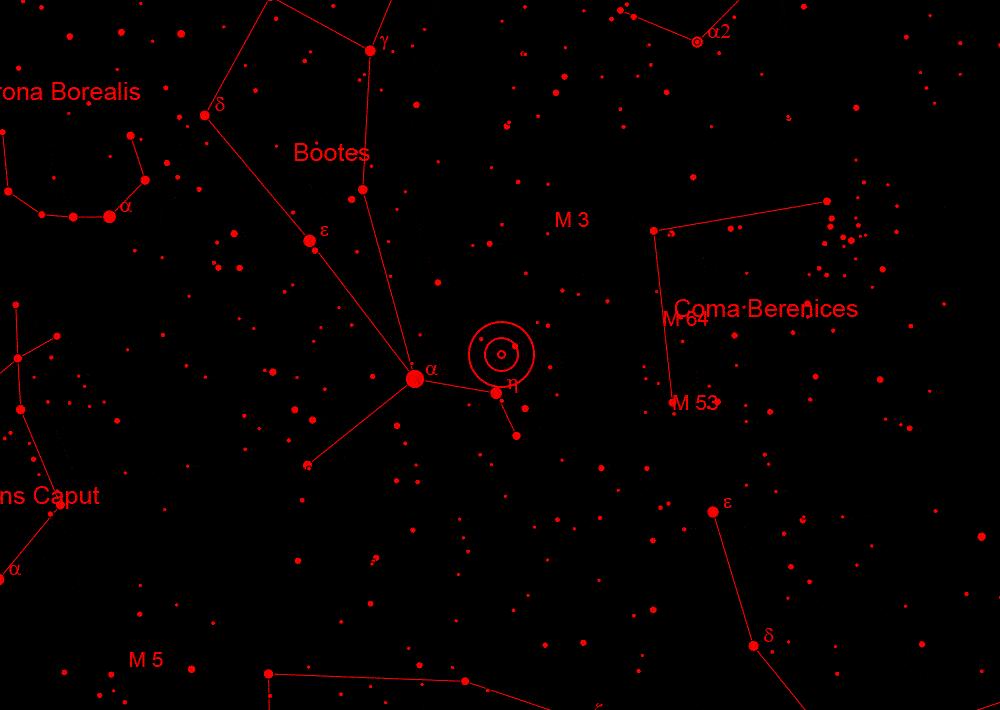 α2
γ
rona Borealis
δ
Bootes
α
M 3
ε
Coma Berenices
M 64
α
η
M 53
ns Caput
ε
α
δ
M 5